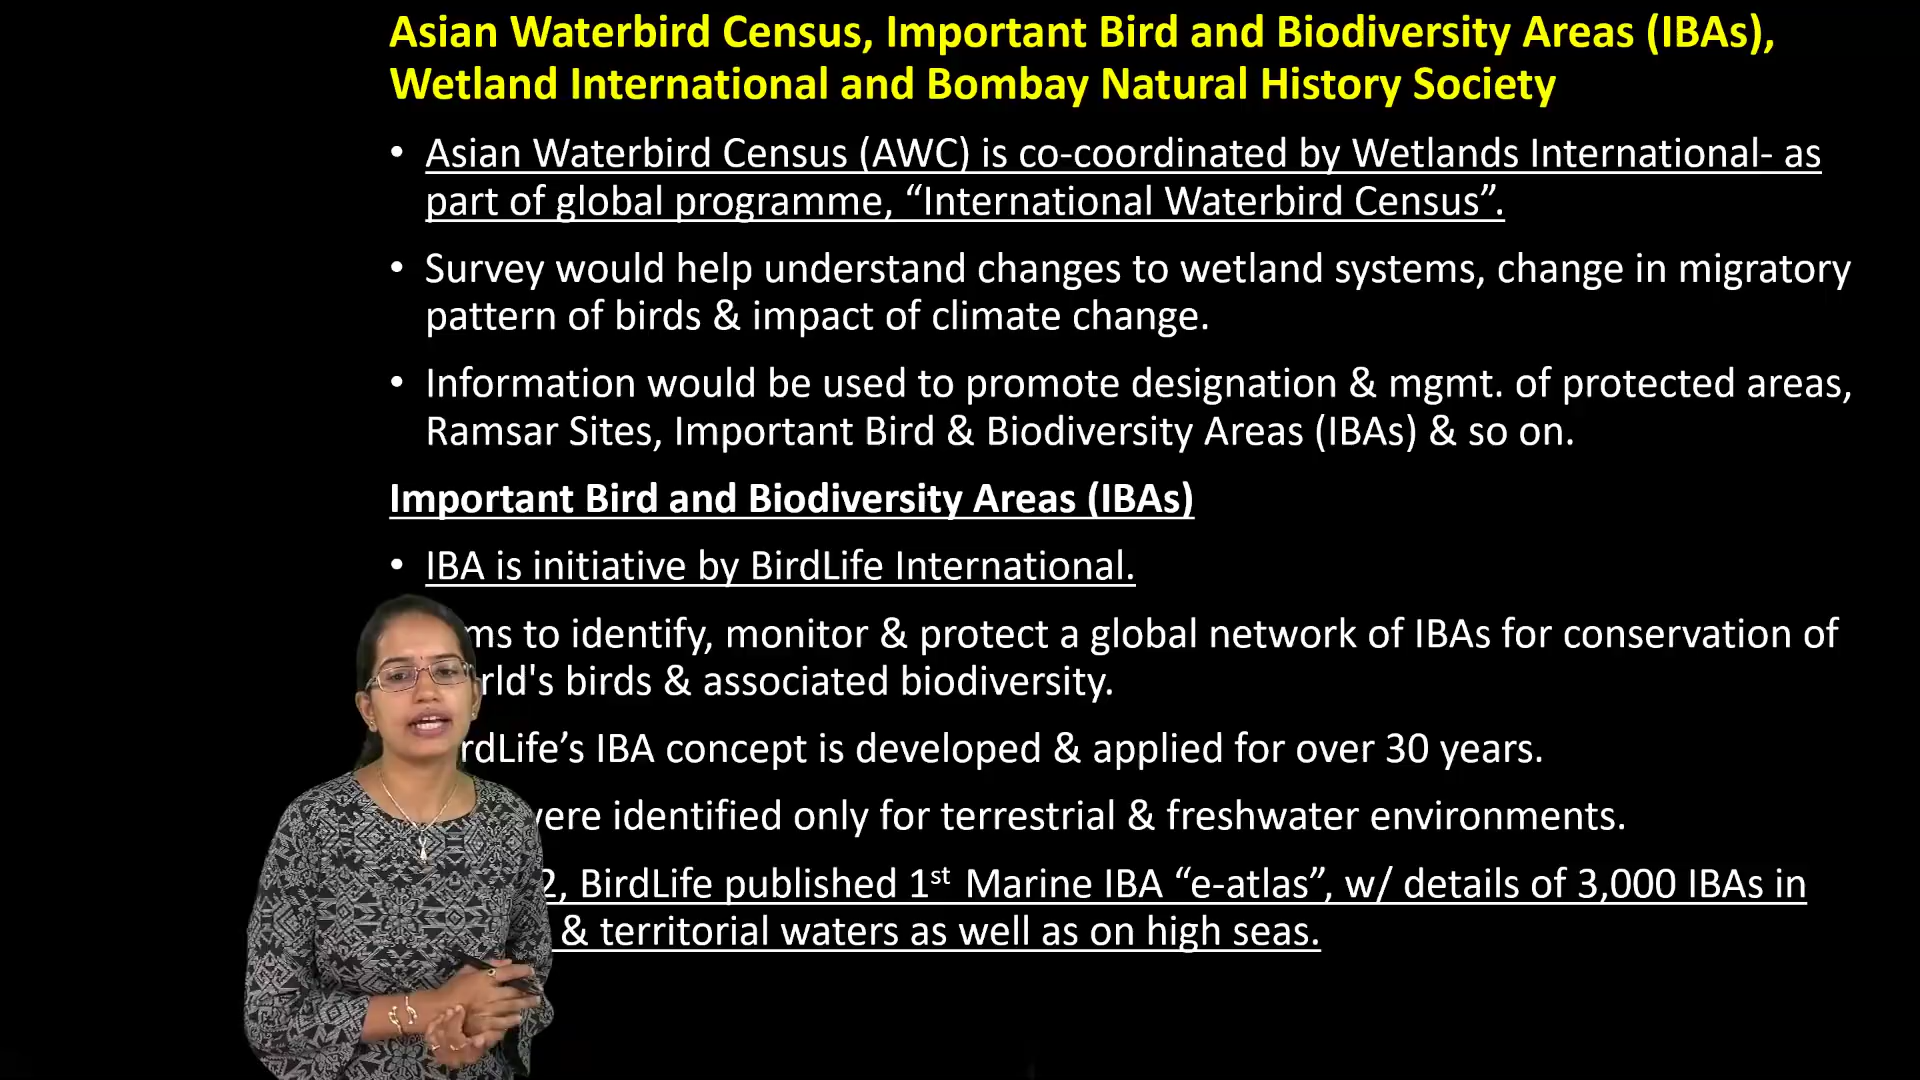 Asian Waterbird Census, Important Bird and Biodiversity Areas (IBAs),
Wetland International and Bombay Natural History Society
• Asian Waterbird Census (AWC) is co-coordinated by Wetlands International- as
part of global programme, “International Waterbird Census”.
• Survey would help understand changes to wetland systems, change in migratory
pattern of birds & impact of climate change.
• Information would be used to promote designation & mgmt. of protected areas,
Ramsar Sites, Important Bird & Biodiversity Areas (IBAs) & so on.
Important Bird and Biodiversity Areas (IBAs)
• IBA is initiative by BirdLife International.
to identify, monitor & protect a global network of IBAs for conservation of
birds & associated biodiversity.
IBA concept is developed & applied for over 30 years.
identified only for terrestrial & freshwater environments.
2, BirdLife published 1st Marine IBA “e-atlas”, w/ details of 3,000 IBAs in
& territorial waters as well as on high seas.